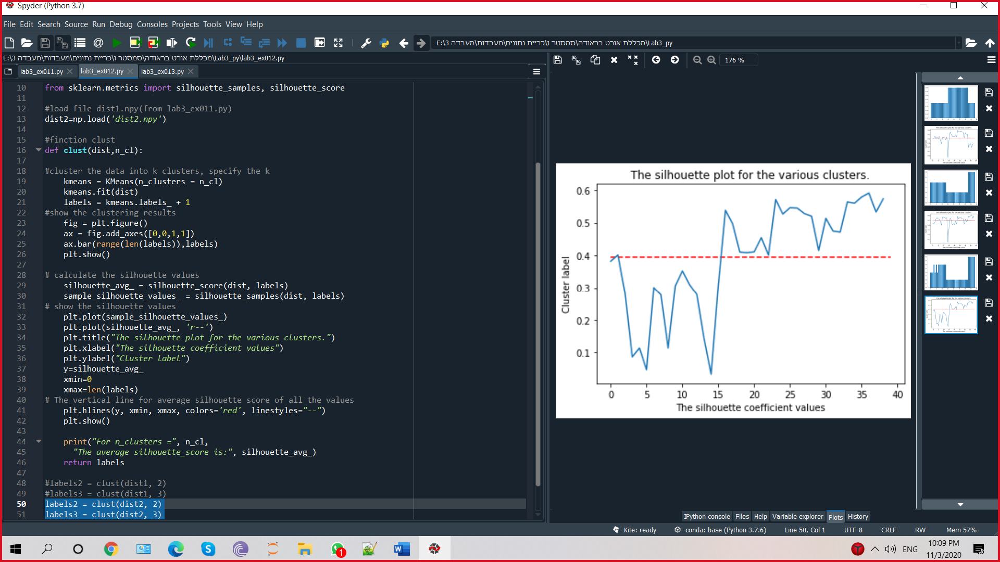 Spyder (Python 3.7)
File Edit Search Source Run Debug Consoles Projects Tools View Help
E:\מכללת אורט בראודה\סמסטר ו\כריית נתונים\מעבדות\מעבדה 3\Lab3_py
E:\מכללת אורט בראודה\סמסטר ו\כריית נתונים\מעבדות\מעבדה 3\Lab3_py\lab3_ex012.py
176 %
lab3_ex011.py lab3_ex012.py lab3_ex013.py
10 from sklearn.metrics import silhouette_samples, silhouette_score
11
12 #load file dist1.npy(from lab3_ex011.py)
13 dist2=np.load('dist2.npy')
14
15 #finction clust
16 def clust(dist,n_cl):
17
18 #cluster the data into k clusters, specify the k
19 kmeans = KMeans(n_clusters = n_cl)
20 kmeans.fit(dist)
21 labels = kmeans.labels_ + 1
22 #show the clustering results
23 fig = plt.figure()
24 ax = fig.add_axes([0,0,1,1])
25 ax.bar(range(len(labels)),labels)
26 plt.show()
27
28 # calculate the silhouette values
29 silhouette_avg_ = silhouette_score(dist, labels)
30 sample_silhouette_values_ = silhouette_samples(dist, labels)
31 # show the silhouette values
32 plt.plot(sample_silhouette_values_)
33 plt.plot(silhouette_avg_, 'r--')
34 plt.title("The silhouette plot for the various clusters.")
35 plt.xlabel("The silhouette coefficient values")
36 plt.ylabel("Cluster label")
37 y=silhouette_avg_
38 xmin=0
39 xmax=len(labels)
40 # The vertical line for average silhouette score of all the values
41 plt.hlines(y, xmin, xmax, colors='red', linestyles="--")
42 plt.show()
43
44 print("For n_clusters =", n_cl,
45 "The average silhouette_score is:", silhouette_avg_)
46 return labels
47
48 #labels2 = clust(dist1, 2)
49 #labels3 = clust(dist1, 3)
50 labels2 = clust(dist2, 2)
51 labels3 = clust(dist2, 3)
The silhouette plot for the various clusters.
0.6
0.5
0.4
0.3
0.2
0.1
Cluster label
0 5 10 15 20 25 30 35 40
The silhouette coefficient values
IPython console Files Help Variable explorer Plots History
Kite: ready conda: base (Python 3.7.6) Line 50, Col 1 UTF-8 CRLF RW Mem 57%
1
ENG
10:09 PM
11/3/2020